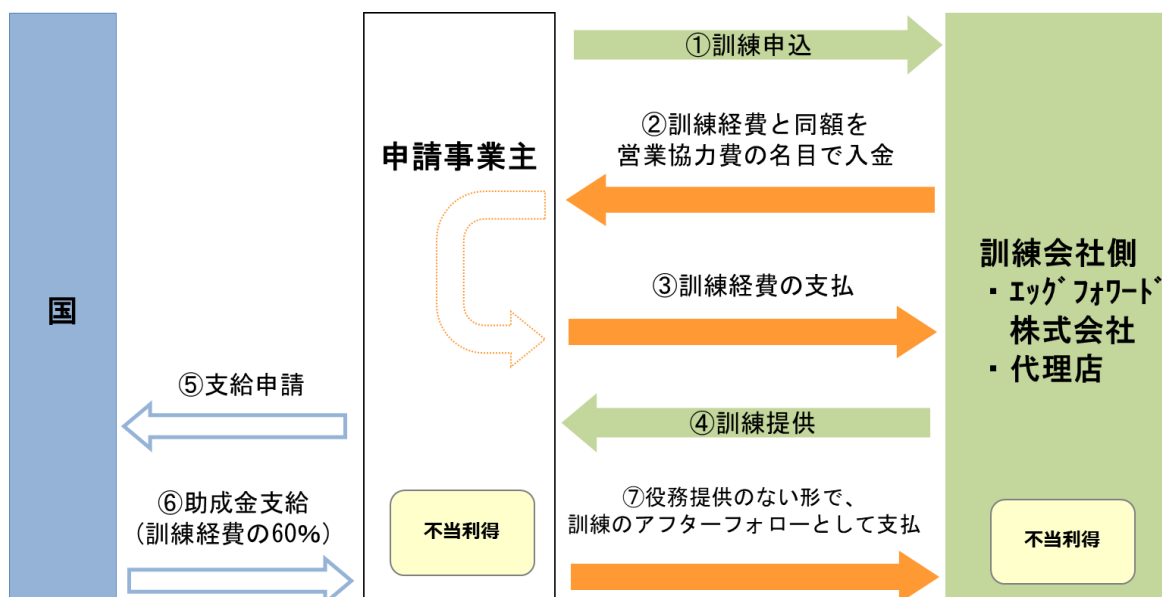 ①訓練申込
②訓練経費と同額を
営業協力費の名目で入金
申請事業主
訓練会社側
・ｴｯｸﾞﾌｫﾜｰﾄﾞ
株式会社
・代理店
③訓練経費の支払
国
⑤支給申請
④訓練提供
⑥助成金支給
(訓練経費の60%)
⑦役務提供のない形で、
訓練のアフターフォローとして支払
不当利得
不当利得